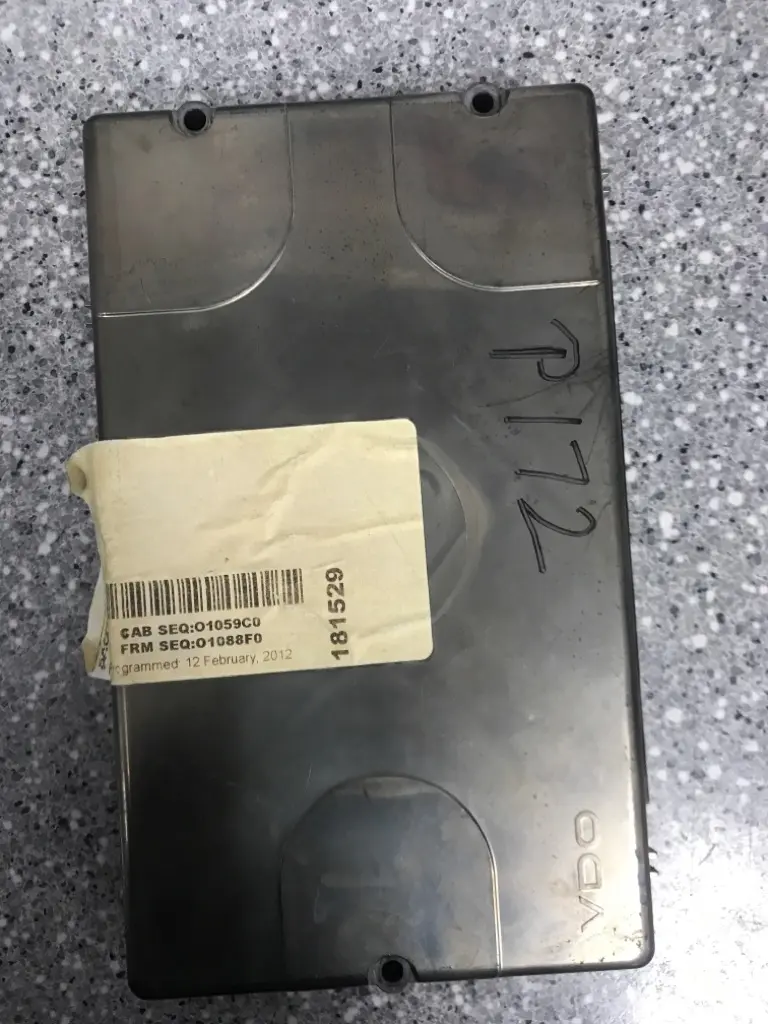 P172
CAB SEQ:O1059C0
FRM SEQ:O1088F0
grammed: 12 February, 2012
181529
VDO